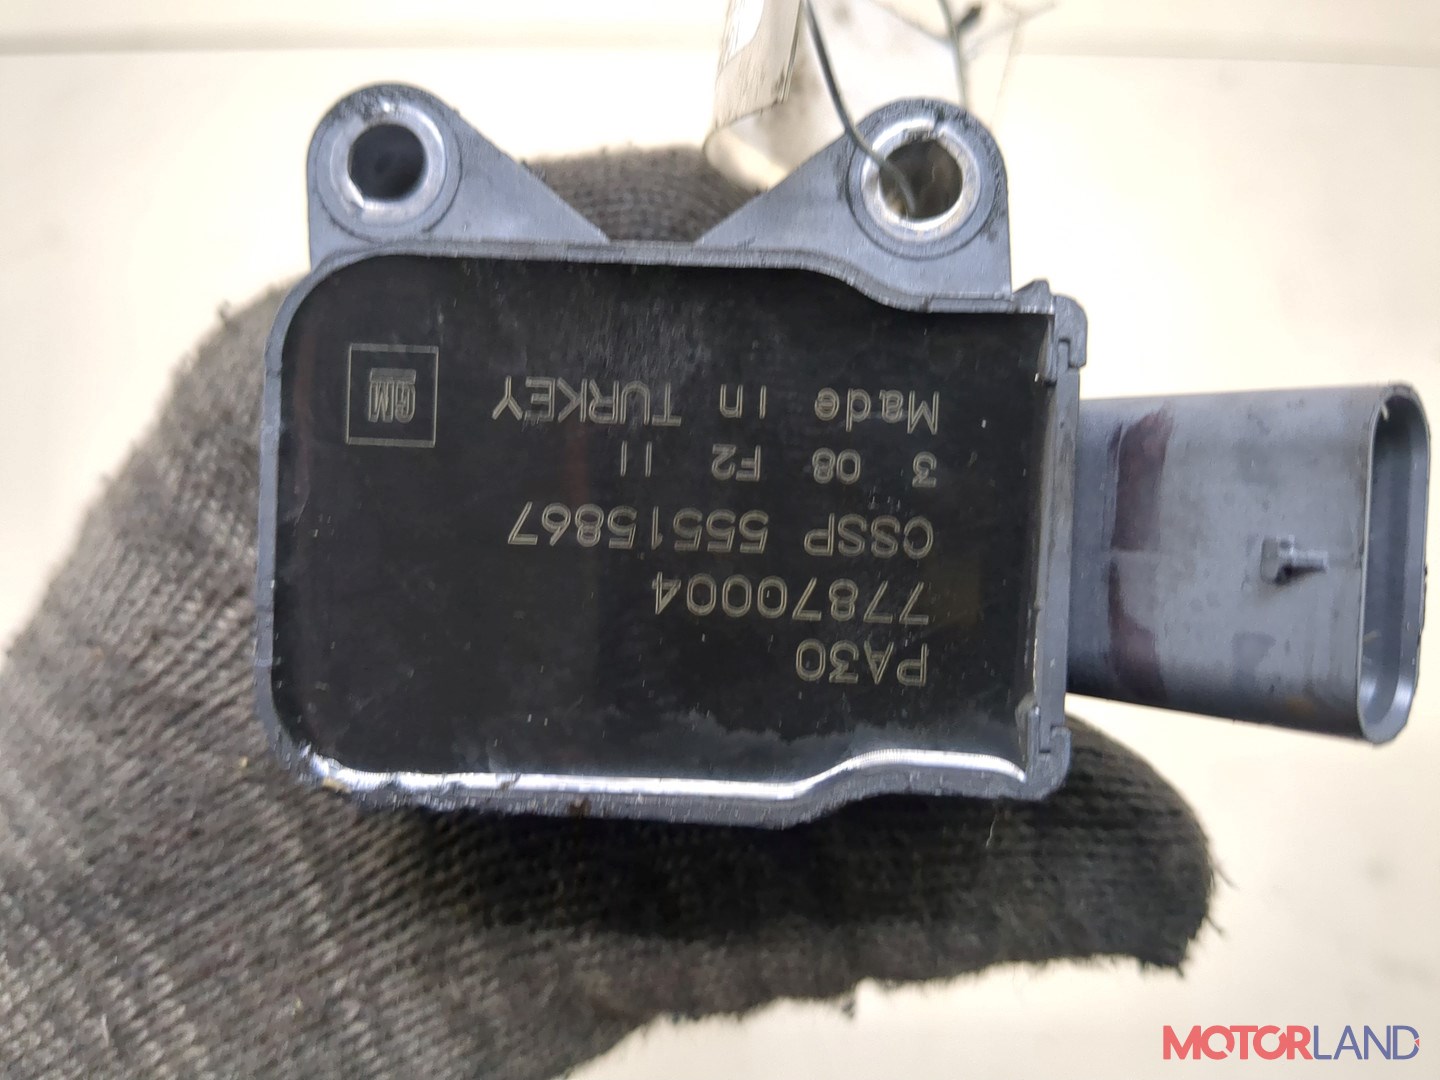 PA30
77870004
CSSP 55515867
3 08 F2 11
Made in TURKEY
GM
MOTORLAND